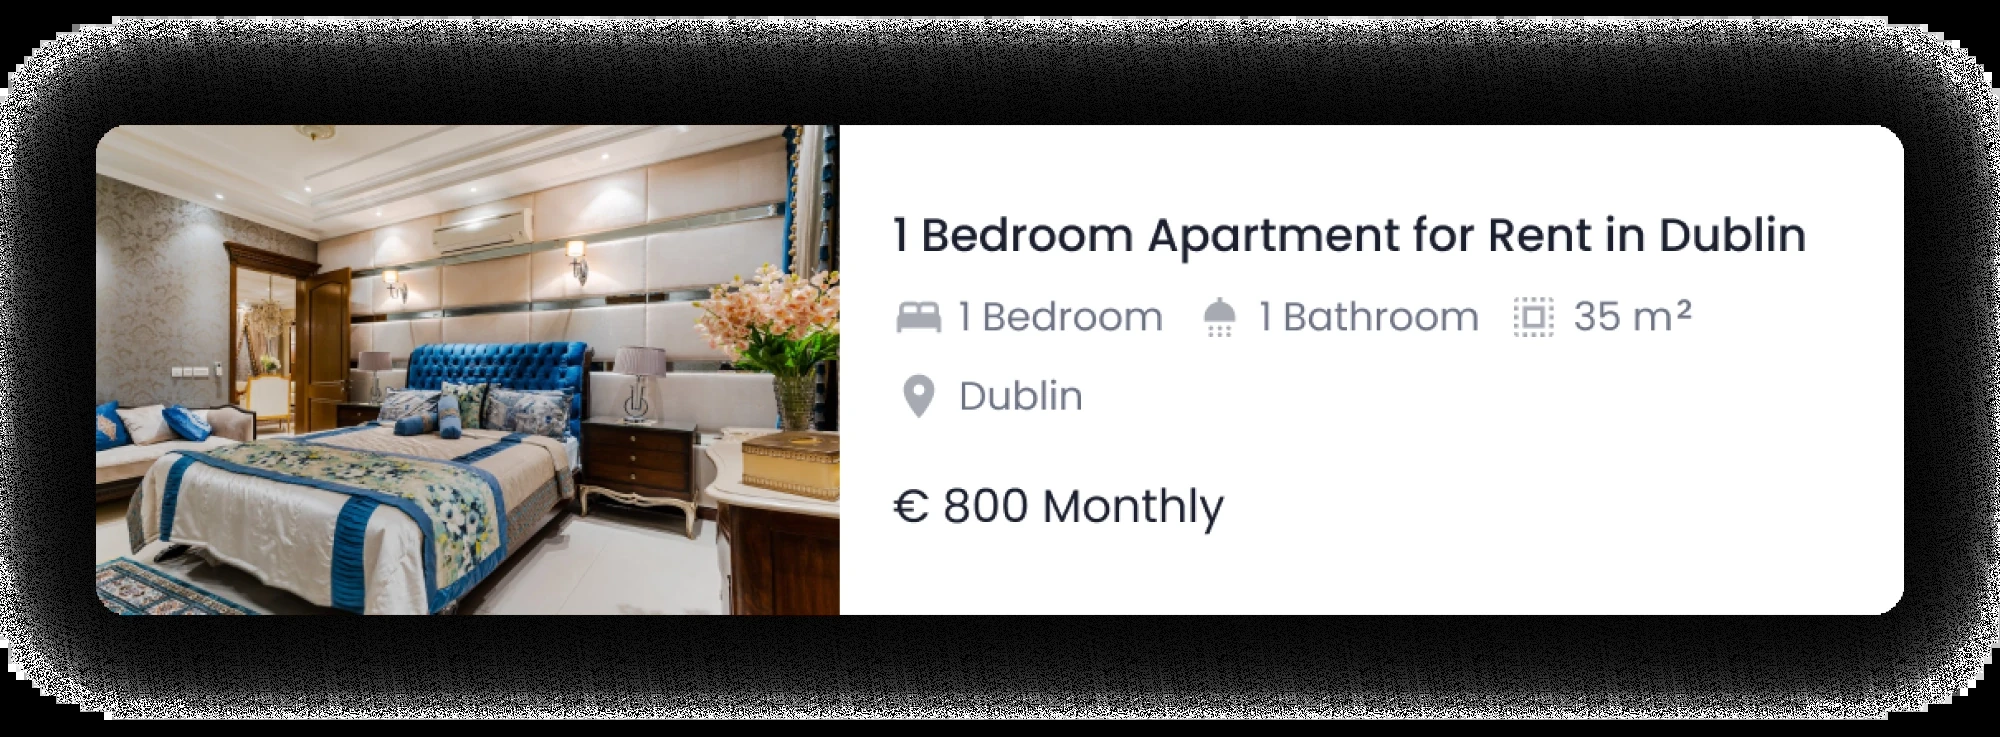 1 Bedroom Apartment for Rent in Dublin
1 Bedroom 1 Bathroom 35 m²
Dublin
€ 800 Monthly